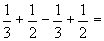 1/3 + 1/2 − 1/3 + 1/2 =